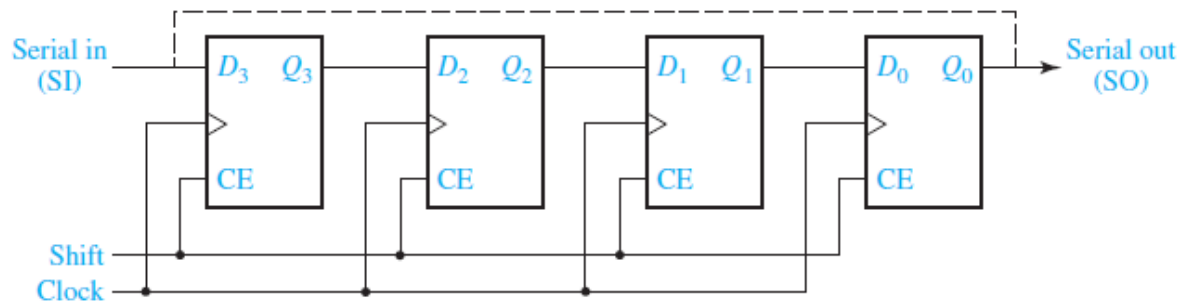 Serial in
(SI)
D₃ Q₃
D₂ Q₂
D₁ Q₁
D₀ Q₀
Serial out
(SO)
CE
CE
CE
CE
Shift
Clock